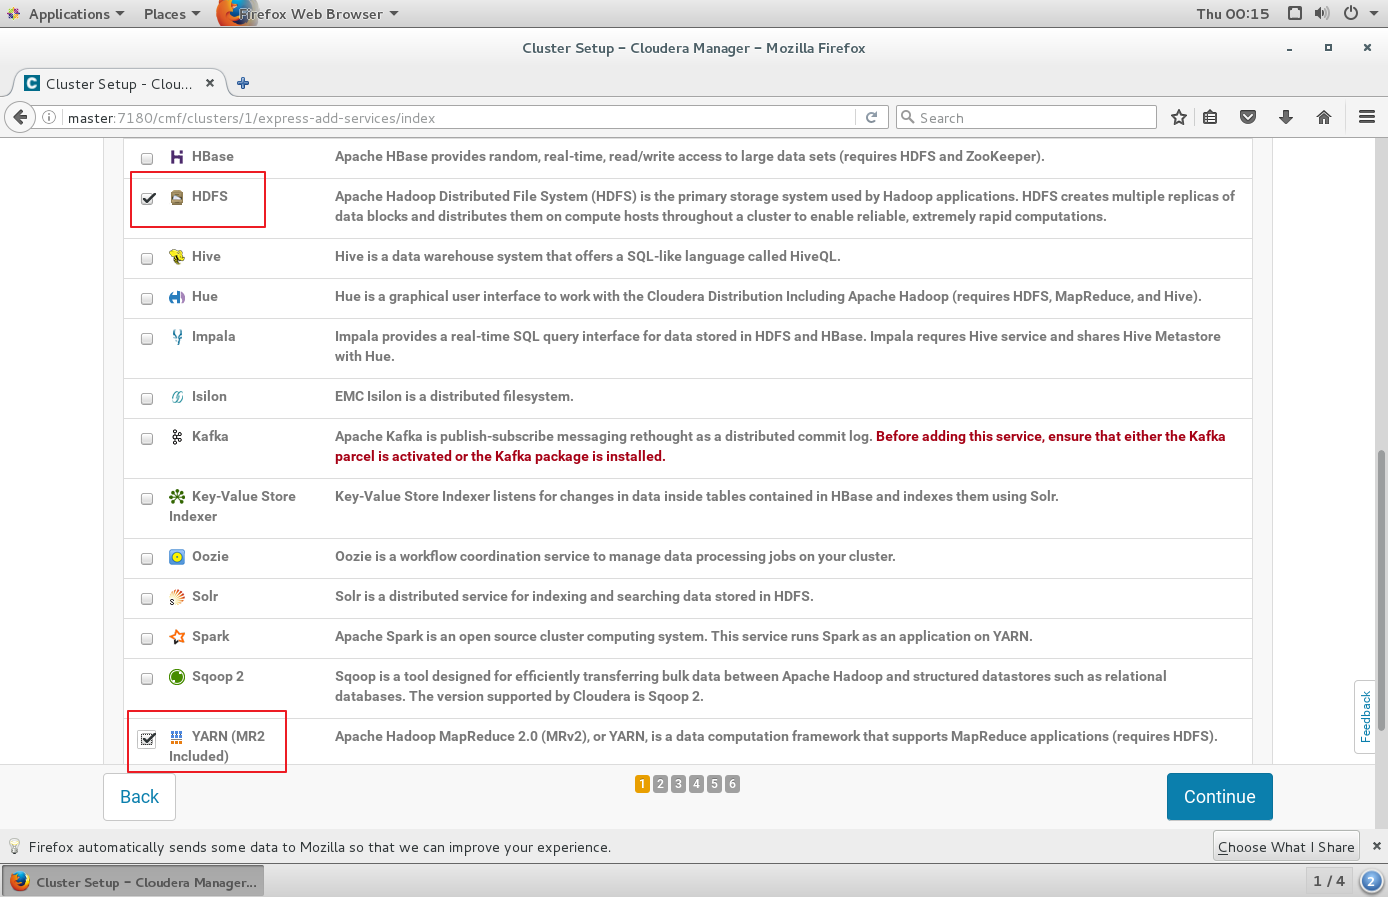 Applications Places Firefox Web Browser Thu 00:15
Cluster Setup – Cloudera Manager – Mozilla Firefox
Cluster Setup - Clou...
master:7180/cmf/clusters/1/express-add-services/index Search
HBase Apache HBase provides random, real-time, read/write access to large data sets (requires HDFS and ZooKeeper).
HDFS Apache Hadoop Distributed File System (HDFS) is the primary storage system used by Hadoop applications. HDFS creates multiple replicas of
data blocks and distributes them on compute hosts throughout a cluster to enable reliable, extremely rapid computations.
Hive Hive is a data warehouse system that offers a SQL-like language called HiveQL.
Hue Hue is a graphical user interface to work with the Cloudera Distribution Including Apache Hadoop (requires HDFS, MapReduce, and Hive).
Impala Impala provides a real-time SQL query interface for data stored in HDFS and HBase. Impala requres Hive service and shares Hive Metastore
with Hue.
Isilon EMC Isilon is a distributed filesystem.
Kafka Apache Kafka is publish-subscribe messaging rethought as a distributed commit log. Before adding this service, ensure that either the Kafka
parcel is activated or the Kafka package is installed.
Key-Value Store Key-Value Store Indexer listens for changes in data inside tables contained in HBase and indexes them using Solr.
Indexer
Oozie Oozie is a workflow coordination service to manage data processing jobs on your cluster.
Solr Solr is a distributed service for indexing and searching data stored in HDFS.
Spark Apache Spark is an open source cluster computing system. This service runs Spark as an application on YARN.
Sqoop 2 Sqoop is a tool designed for efficiently transferring bulk data between Apache Hadoop and structured datastores such as relational
databases. The version supported by Cloudera is Sqoop 2.
Feedback
YARN (MR2 Apache Hadoop MapReduce 2.0 (MRv2), or YARN, is a data computation framework that supports MapReduce applications (requires HDFS).
Included)
Back 1 2 3 4 5 6 Continue
Firefox automatically sends some data to Mozilla so that we can improve your experience. Choose What I Share
Cluster Setup – Cloudera Manager... 1 / 4 2